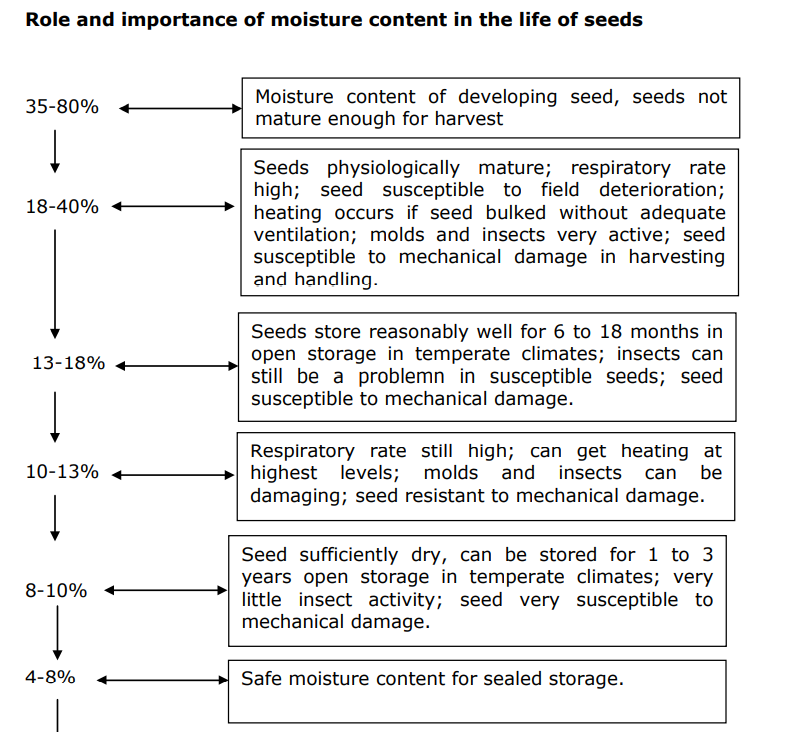 Role and importance of moisture content in the life of seeds
35-80%
Moisture content of developing seed, seeds not
mature enough for harvest
18-40%
Seeds physiologically mature; respiratory rate
high; seed susceptible to field deterioration;
heating occurs if seed bulked without adequate
ventilation; molds and insects very active; seed
susceptible to mechanical damage in harvesting
and handling.
13-18%
Seeds store reasonably well for 6 to 18 months in
open storage in temperate climates; insects can
still be a problemn in susceptible seeds; seed
susceptible to mechanical damage.
10-13%
Respiratory rate still high; can get heating at
highest levels; molds and insects can be
damaging; seed resistant to mechanical damage.
8-10%
Seed sufficiently dry, can be stored for 1 to 3
years open storage in temperate climates; very
little insect activity; seed very susceptible to
mechanical damage.
4-8%
Safe moisture content for sealed storage.